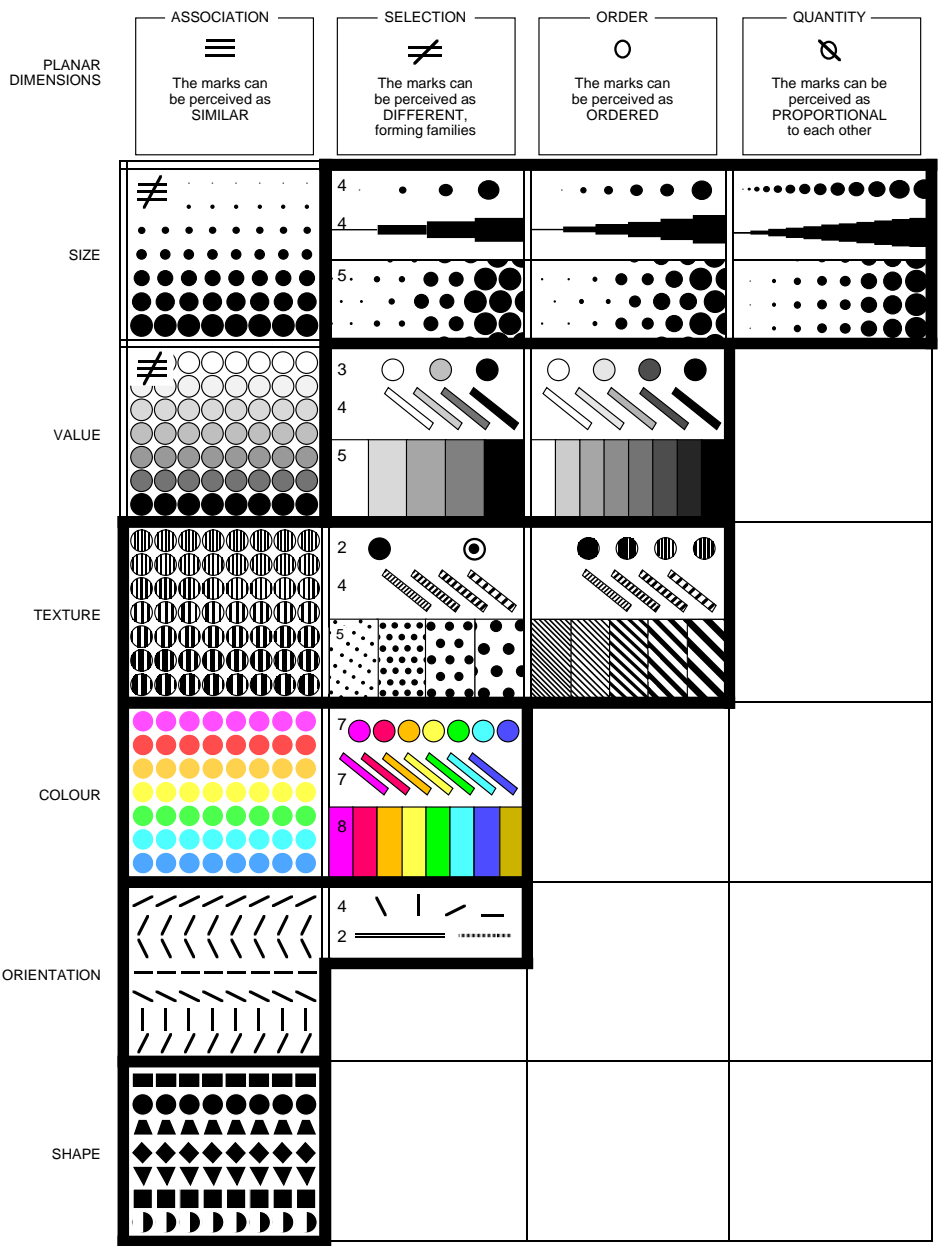 ASSOCIATION
SELECTION
ORDER
QUANTITY
PLANAR
DIMENSIONS
The marks can
be perceived as
SIMILAR
The marks can
be perceived as
DIFFERENT,
forming families
The marks can
be perceived as
ORDERED
The marks can be
perceived as
PROPORTIONAL
to each other
SIZE
4
4
5
VALUE
3
4
5
TEXTURE
2
4
5
COLOUR
7
7
8
ORIENTATION
4
2
SHAPE